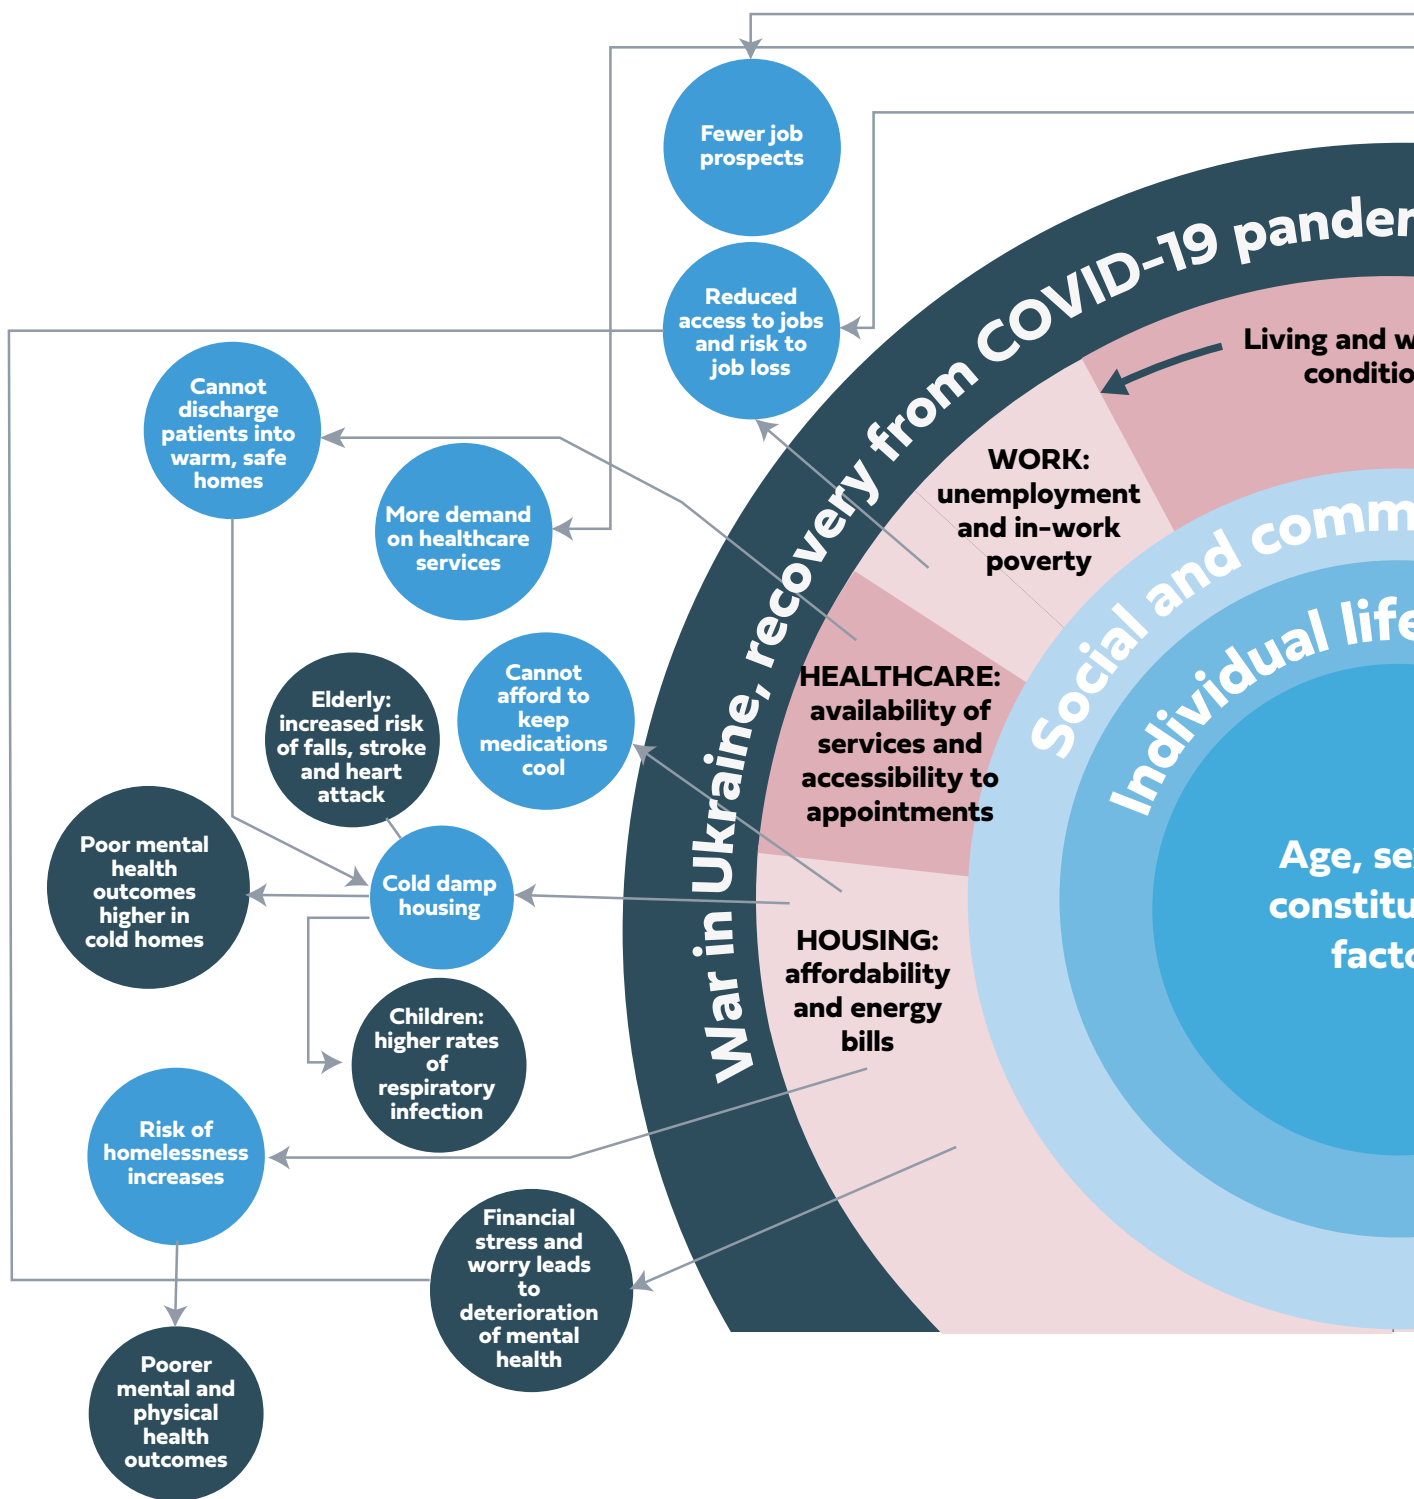 Fewer job
prospects
Reduced
access to jobs
and risk to
job loss
Cannot
discharge
patients into
warm, safe
homes
More demand
on healthcare
services
Cannot
afford to
keep
medications
cool
Elderly:
increased risk
of falls, stroke
and heart
attack
Poor mental
health
outcomes
higher in
cold homes
Cold damp
housing
Children:
higher rates
of
respiratory
infection
Risk of
homelessness
increases
Financial
stress and
worry leads
to
deterioration
of mental
health
Poorer
mental and
physical
health
outcomes
War in Ukraine, recovery from COVID-19 pande
Living and w
conditio
WORK:
unemployment
and in-work
poverty
HEALTHCARE:
availability of
services and
accessibility to
appointments
HOUSING:
affordability
and energy
bills
Social and comm
Individual life
Age, se
constitu
facto